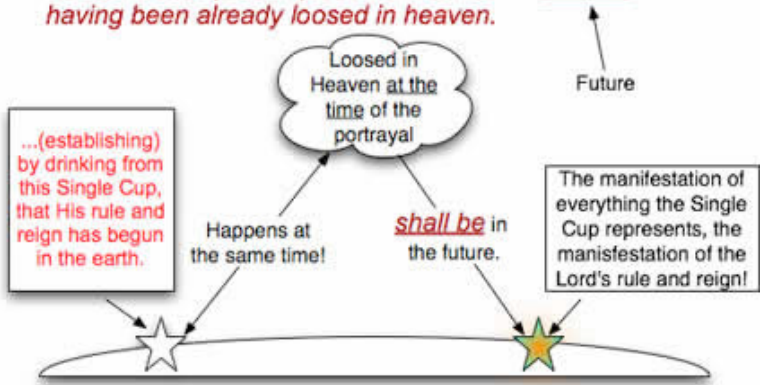 having been already loosed in heaven.
Loosed in
Heaven at the
time of the
portrayal
Future
...(establishing)
by drinking from
this Single Cup,
that His rule and
reign has begun
in the earth.
Happens at
the same time!
shall be in
the future.
The manifestation of
everything the Single
Cup represents, the
manisfestation of the
Lord's rule and reign!